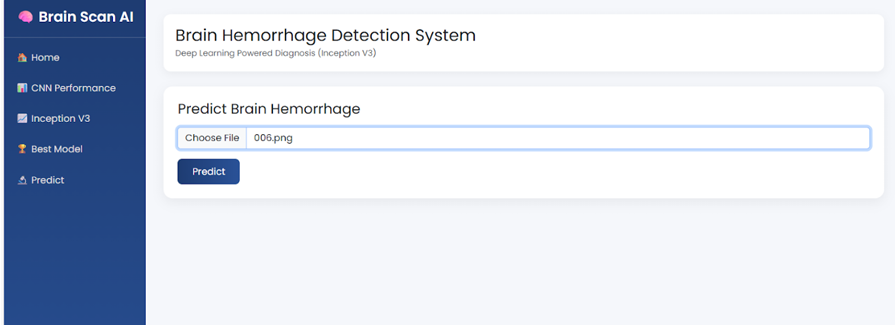 🧠 Brain Scan AI
🏠 Home
📊 CNN Performance
📈 Inception V3
🏆 Best Model
🔬 Predict
Brain Hemorrhage Detection System
Deep Learning Powered Diagnosis (Inception V3)
Predict Brain Hemorrhage
Choose File 006.png
Predict